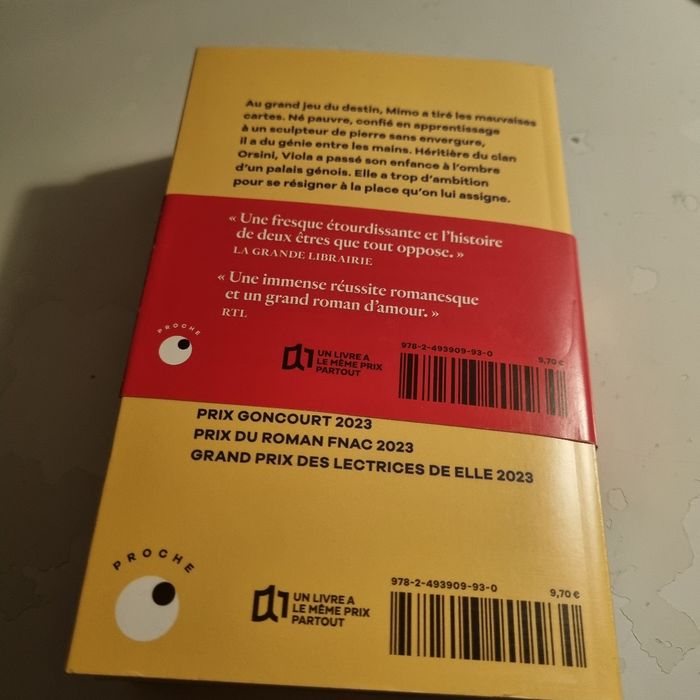 Au grand jeu du destin, Mimo a tiré les mauvaises
cartes. Né pauvre, confié en apprentissage
à un sculpteur de pierre sans envergure,
il a du génie entre les mains. Héritière du clan
Orsini, Viola a passé son enfance à l'ombre
d'un palais génois. Elle a trop d'ambition
pour se résigner à la place qu'on lui assigne.
« Une fresque étourdissante et l'histoire
de deux êtres que tout oppose. »
LA GRANDE LIBRAIRIE
« Une immense réussite romanesque
et un grand roman d'amour. »
RTL
PROCHE
UN LIVRE A
LE MÊME PRIX
PARTOUT
978-2-493909-93-0
9,70 €
PRIX GONCOURT 2023
PRIX DU ROMAN FNAC 2023
GRAND PRIX DES LECTRICES DE ELLE 2023
PROCHE
UN LIVRE A
LE MÊME PRIX
PARTOUT
978-2-493909-93-0
9,70 €